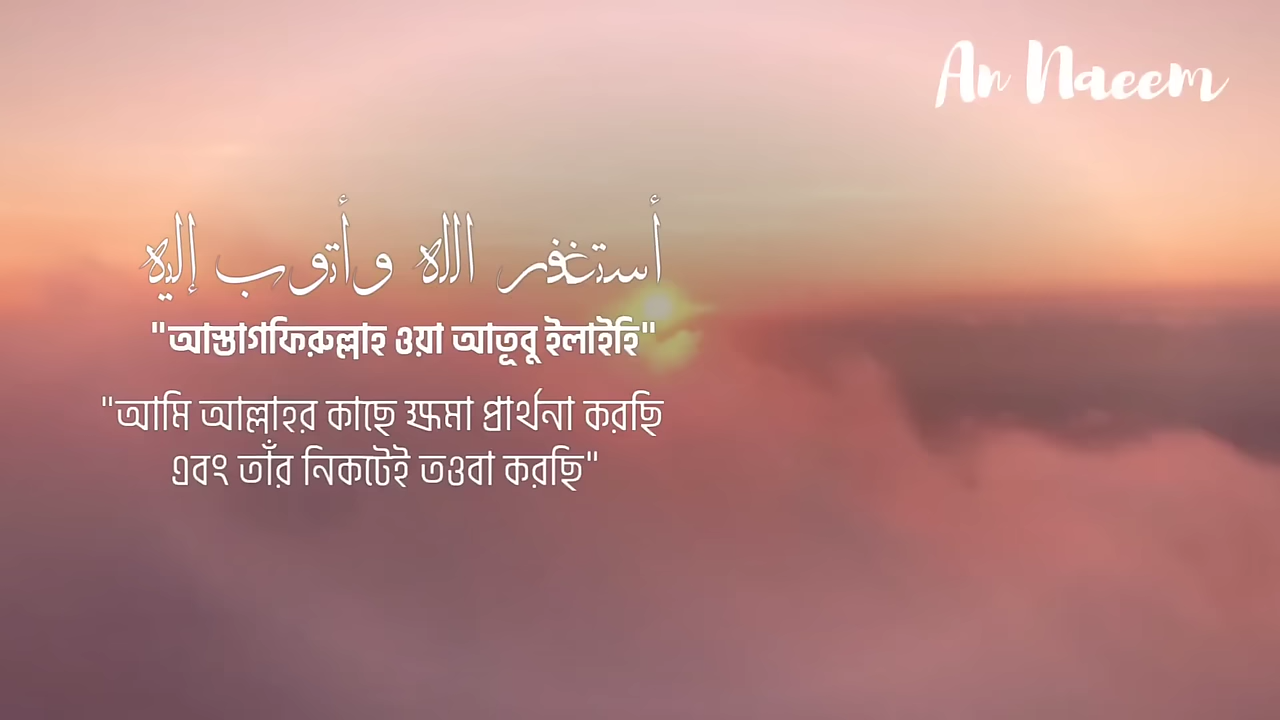 An Naeem
أستغفر الله وأتوب إليه
"আস্তাগফিরুল্লাহ ওয়া আতূবু ইলাইহি"
"আমি আল্লাহর কাছে ক্ষমা প্রার্থনা করছি
এবং তাঁর নিকটেই তওবা করছি"